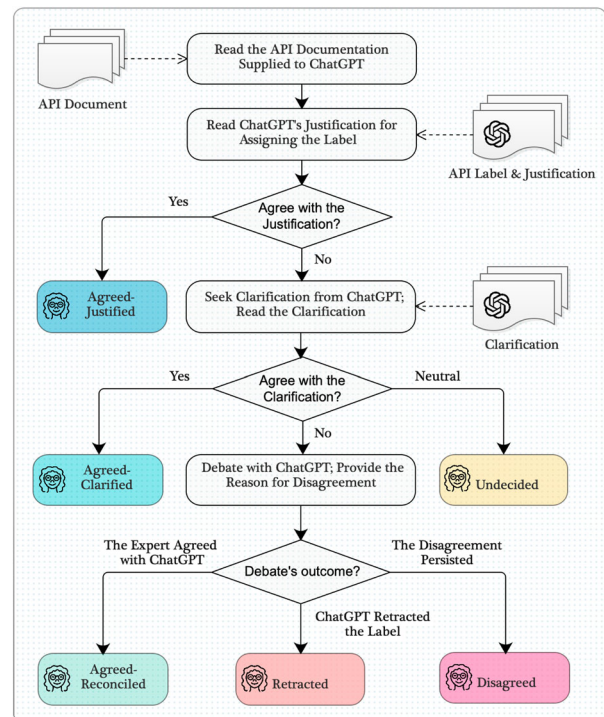 Read the API Documentation
Supplied to ChatGPT
API Document
Read ChatGPT's Justification for
Assigning the Label
API Label & Justification
Yes
Agree with the
Justification?
No
Agreed-
Justified
Seek Clarification from ChatGPT;
Read the Clarification
Clarification
Yes
Agree with the
Clarification?
Neutral
No
Agreed-
Clarified
Debate with ChatGPT; Provide the
Reason for Disagreement
Undecided
The Expert Agreed
with ChatGPT
Debate's outcome?
The Disagreement
Persisted
ChatGPT Retracted
the Label
Agreed-
Reconciled
Retracted
Disagreed